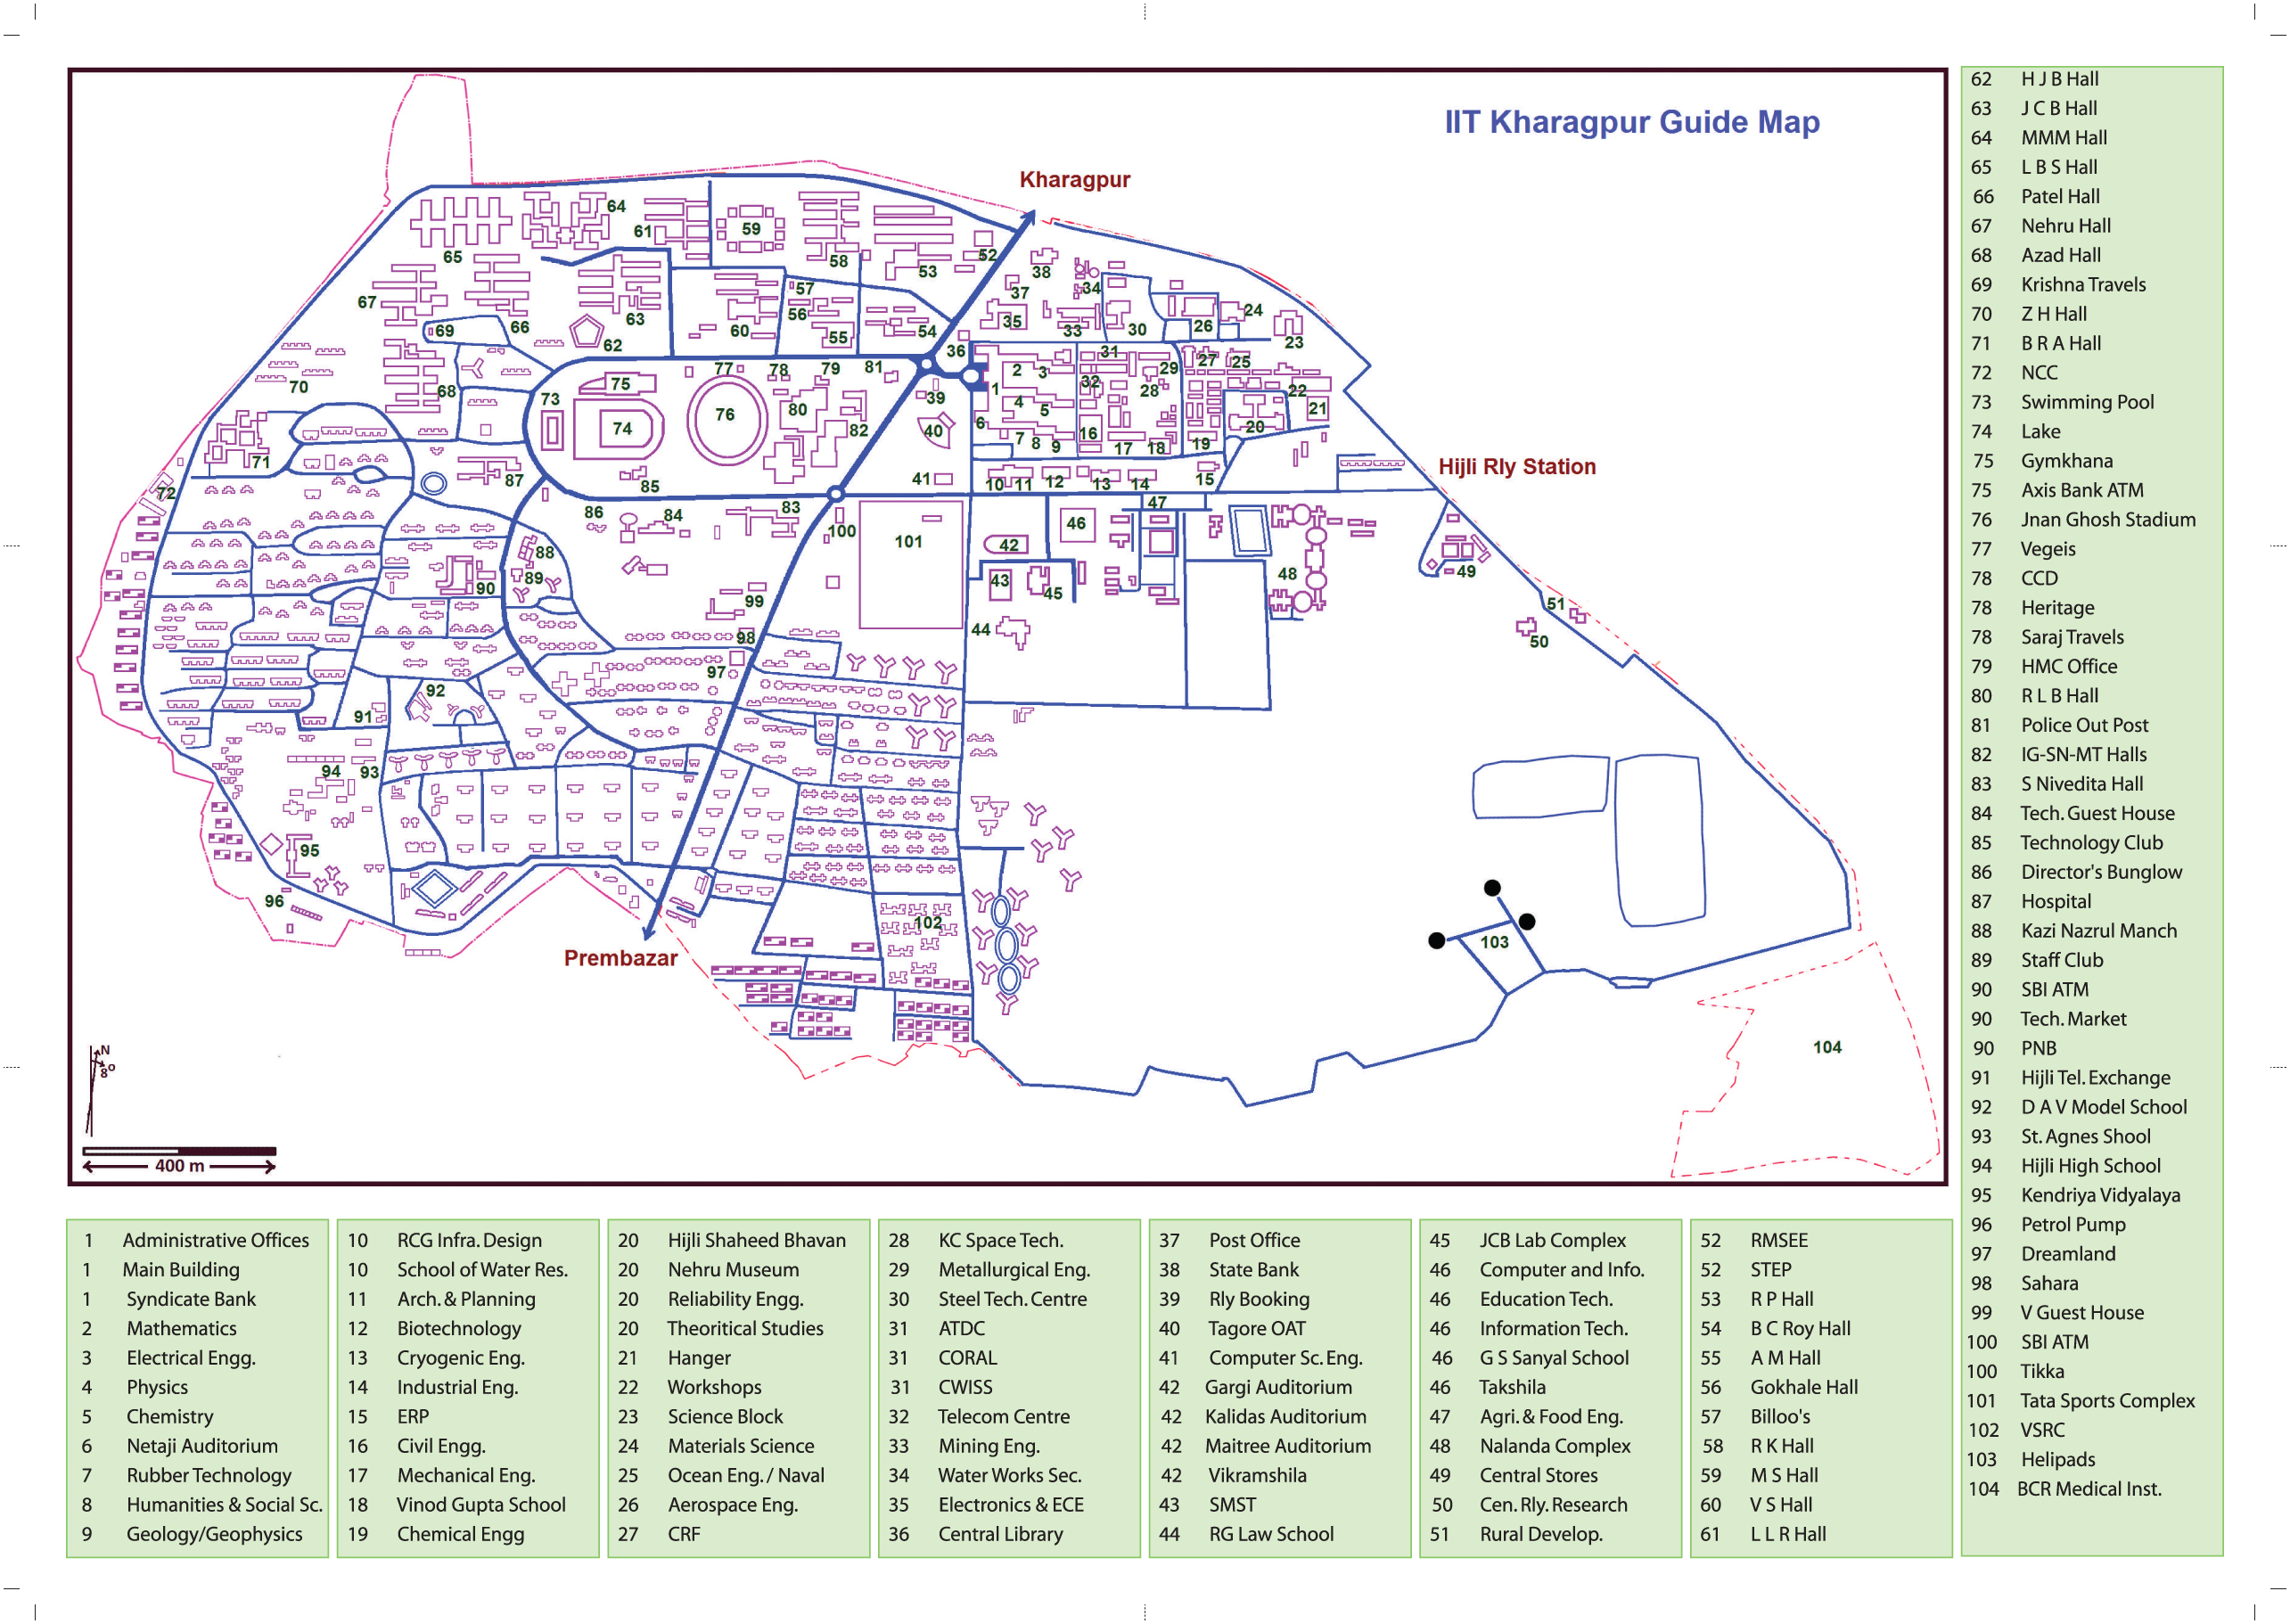 IIT Kharagpur Guide Map
Kharagpur
Hijli Rly Station
Prembazar
64
61
59
58
53
52
38
65
67
66
69
63
62
60
57
56
55
54
37
34
35
33
30
24
26
23
36
31
70
68
73
75
77
78
79
81
74
76
80
82
39
40
1
2
3
32
29
27
25
28
22
21
4
5
6
20
7
8
9
16
17
18
19
71
72
87
85
41
10
11
12
13
14
15
86
84
83
100
101
47
46
42
88
89
90
43
45
48
49
51
50
99
98
44
97
92
91
94
93
95
96
102
103
104
N
8°
400 m
1 Administrative Offices
1 Main Building
1 Syndicate Bank
2 Mathematics
3 Electrical Engg.
4 Physics
5 Chemistry
6 Netaji Auditorium
7 Rubber Technology
8 Humanities & Social Sc.
9 Geology/Geophysics
10 RCG Infra. Design
10 School of Water Res.
11 Arch. & Planning
12 Biotechnology
13 Cryogenic Eng.
14 Industrial Eng.
15 ERP
16 Civil Engg.
17 Mechanical Eng.
18 Vinod Gupta School
19 Chemical Engg
20 Hijli Shaheed Bhavan
20 Nehru Museum
20 Reliability Engg.
20 Theoritical Studies
21 Hanger
22 Workshops
23 Science Block
24 Materials Science
25 Ocean Eng. / Naval
26 Aerospace Eng.
27 CRF
28 KC Space Tech.
29 Metallurgical Eng.
30 Steel Tech. Centre
31 ATDC
31 CORAL
31 CWISS
32 Telecom Centre
33 Mining Eng.
34 Water Works Sec.
35 Electronics & ECE
36 Central Library
37 Post Office
38 State Bank
39 Rly Booking
40 Tagore OAT
41 Computer Sc. Eng.
42 Gargi Auditorium
42 Kalidas Auditorium
42 Maitree Auditorium
42 Vikramshila
43 SMST
44 RG Law School
45 JCB Lab Complex
46 Computer and Info.
46 Education Tech.
46 Information Tech.
46 G S Sanyal School
46 Takshila
47 Agri. & Food Eng.
48 Nalanda Complex
49 Central Stores
50 Cen. Rly. Research
51 Rural Develop.
52 RMSEE
52 STEP
53 R P Hall
54 B C Roy Hall
55 A M Hall
56 Gokhale Hall
57 Billoo's
58 R K Hall
59 M S Hall
60 V S Hall
61 L L R Hall
62 H J B Hall
63 J C B Hall
64 MMM Hall
65 L B S Hall
66 Patel Hall
67 Nehru Hall
68 Azad Hall
69 Krishna Travels
70 Z H Hall
71 B R A Hall
72 NCC
73 Swimming Pool
74 Lake
75 Gymkhana
75 Axis Bank ATM
76 Jnan Ghosh Stadium
77 Vegeis
78 CCD
78 Heritage
78 Saraj Travels
79 HMC Office
80 R L B Hall
81 Police Out Post
82 IG-SN-MT Halls
83 S Nivedita Hall
84 Tech. Guest House
85 Technology Club
86 Director's Bunglow
87 Hospital
88 Kazi Nazrul Manch
89 Staff Club
90 SBI ATM
90 Tech. Market
90 PNB
91 Hijli Tel. Exchange
92 D A V Model School
93 St. Agnes Shool
94 Hijli High School
95 Kendriya Vidyalaya
96 Petrol Pump
97 Dreamland
98 Sahara
99 V Guest House
100 SBI ATM
100 Tikka
101 Tata Sports Complex
102 VSRC
103 Helipads
104 BCR Medical Inst.